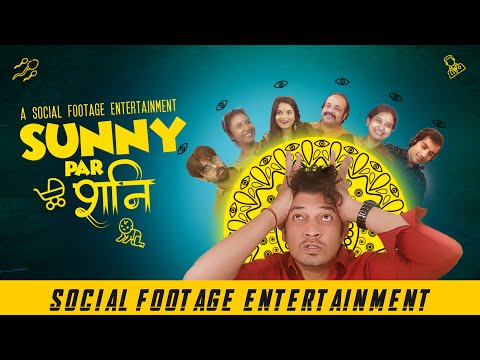 A SOCIAL FOOTAGE ENTERTAINMENT
SUNNY
PAR
शनि
SOCIAL FOOTAGE ENTERTAINMENT